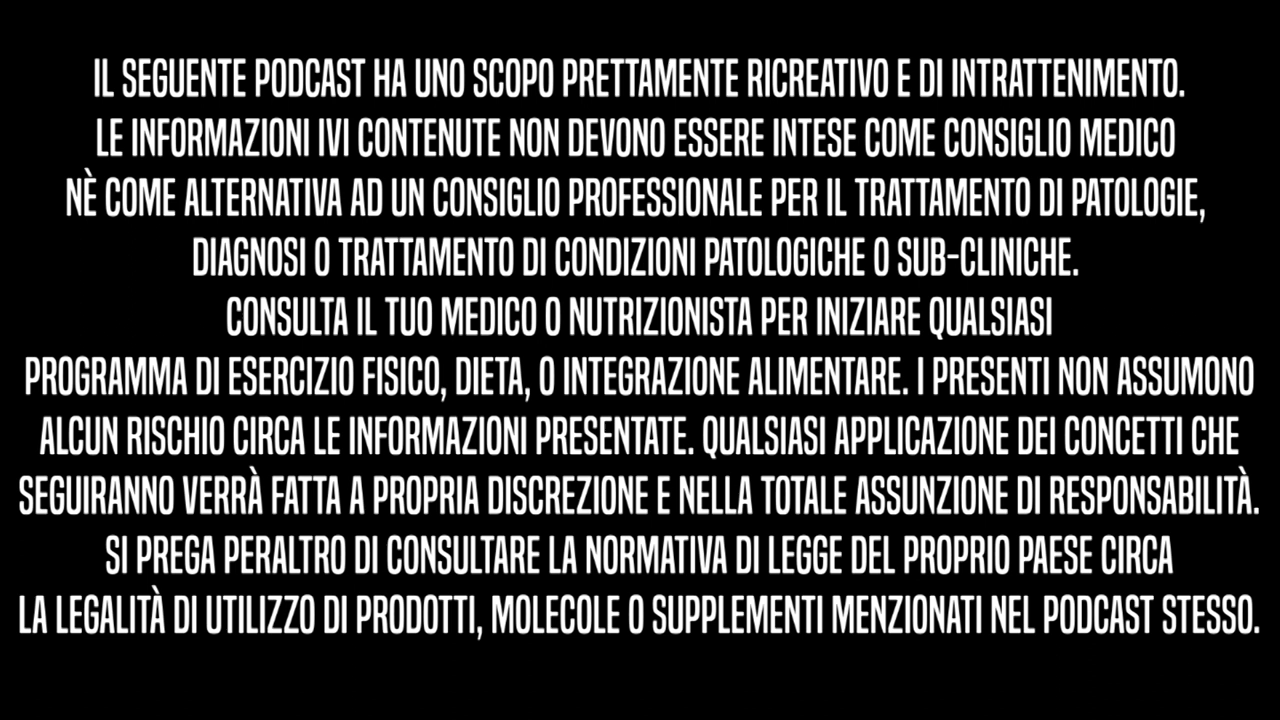 IL SEGUENTE PODCAST HA UNO SCOPO PRETTAMENTE RICREATIVO E DI INTRATTENIMENTO.
LE INFORMAZIONI IVI CONTENUTE NON DEVONO ESSERE INTESE COME CONSIGLIO MEDICO
NÈ COME ALTERNATIVA AD UN CONSIGLIO PROFESSIONALE PER IL TRATTAMENTO DI PATOLOGIE,
DIAGNOSI O TRATTAMENTO DI CONDIZIONI PATOLOGICHE O SUB-CLINICHE.
CONSULTA IL TUO MEDICO O NUTRIZIONISTA PER INIZIARE QUALSIASI
PROGRAMMA DI ESERCIZIO FISICO, DIETA, O INTEGRAZIONE ALIMENTARE. I PRESENTI NON ASSUMONO
ALCUN RISCHIO CIRCA LE INFORMAZIONI PRESENTATE. QUALSIASI APPLICAZIONE DEI CONCETTI CHE
SEGUIRANNO VERRÀ FATTA A PROPRIA DISCREZIONE E NELLA TOTALE ASSUNZIONE DI RESPONSABILITÀ.
SI PREGA PERALTRO DI CONSULTARE LA NORMATIVA DI LEGGE DEL PROPRIO PAESE CIRCA
LA LEGALITÀ DI UTILIZZO DI PRODOTTI, MOLECOLE O SUPPLEMENTI MENZIONATI NEL PODCAST STESSO.